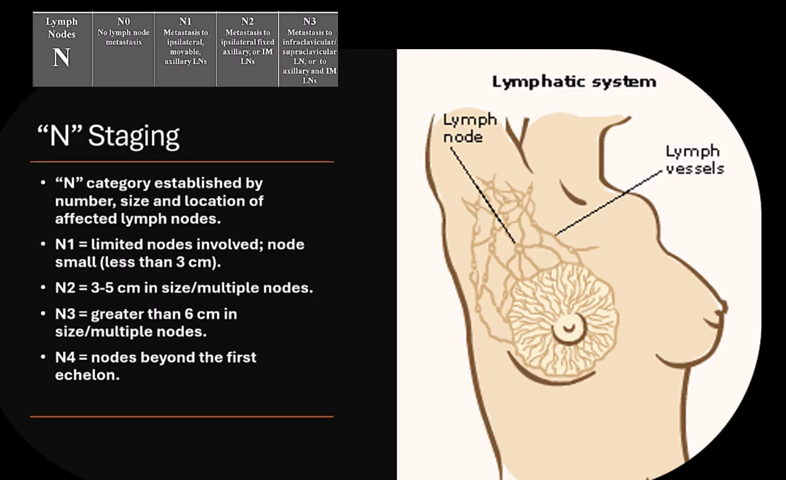 Lymph
Nodes
N
N0
No lymph node
metastasis
N1
Metastasis to
ipsilateral,
movable,
axillary LNs
N2
Metastasis to
ipsilateral fixed
axillary, or IM
LNs
N3
Metastasis to
infraclavicular/
supraclavicular
LN, or to
axillary and IM
LNs
“N” Staging
• “N” category established by
number, size and location of
affected lymph nodes.
• N1 = limited nodes involved; node
small (less than 3 cm).
• N2 = 3-5 cm in size/multiple nodes.
• N3 = greater than 6 cm in
size/multiple nodes.
• N4 = nodes beyond the first
echelon.
Lymphatic system
Lymph
node
Lymph
vessels